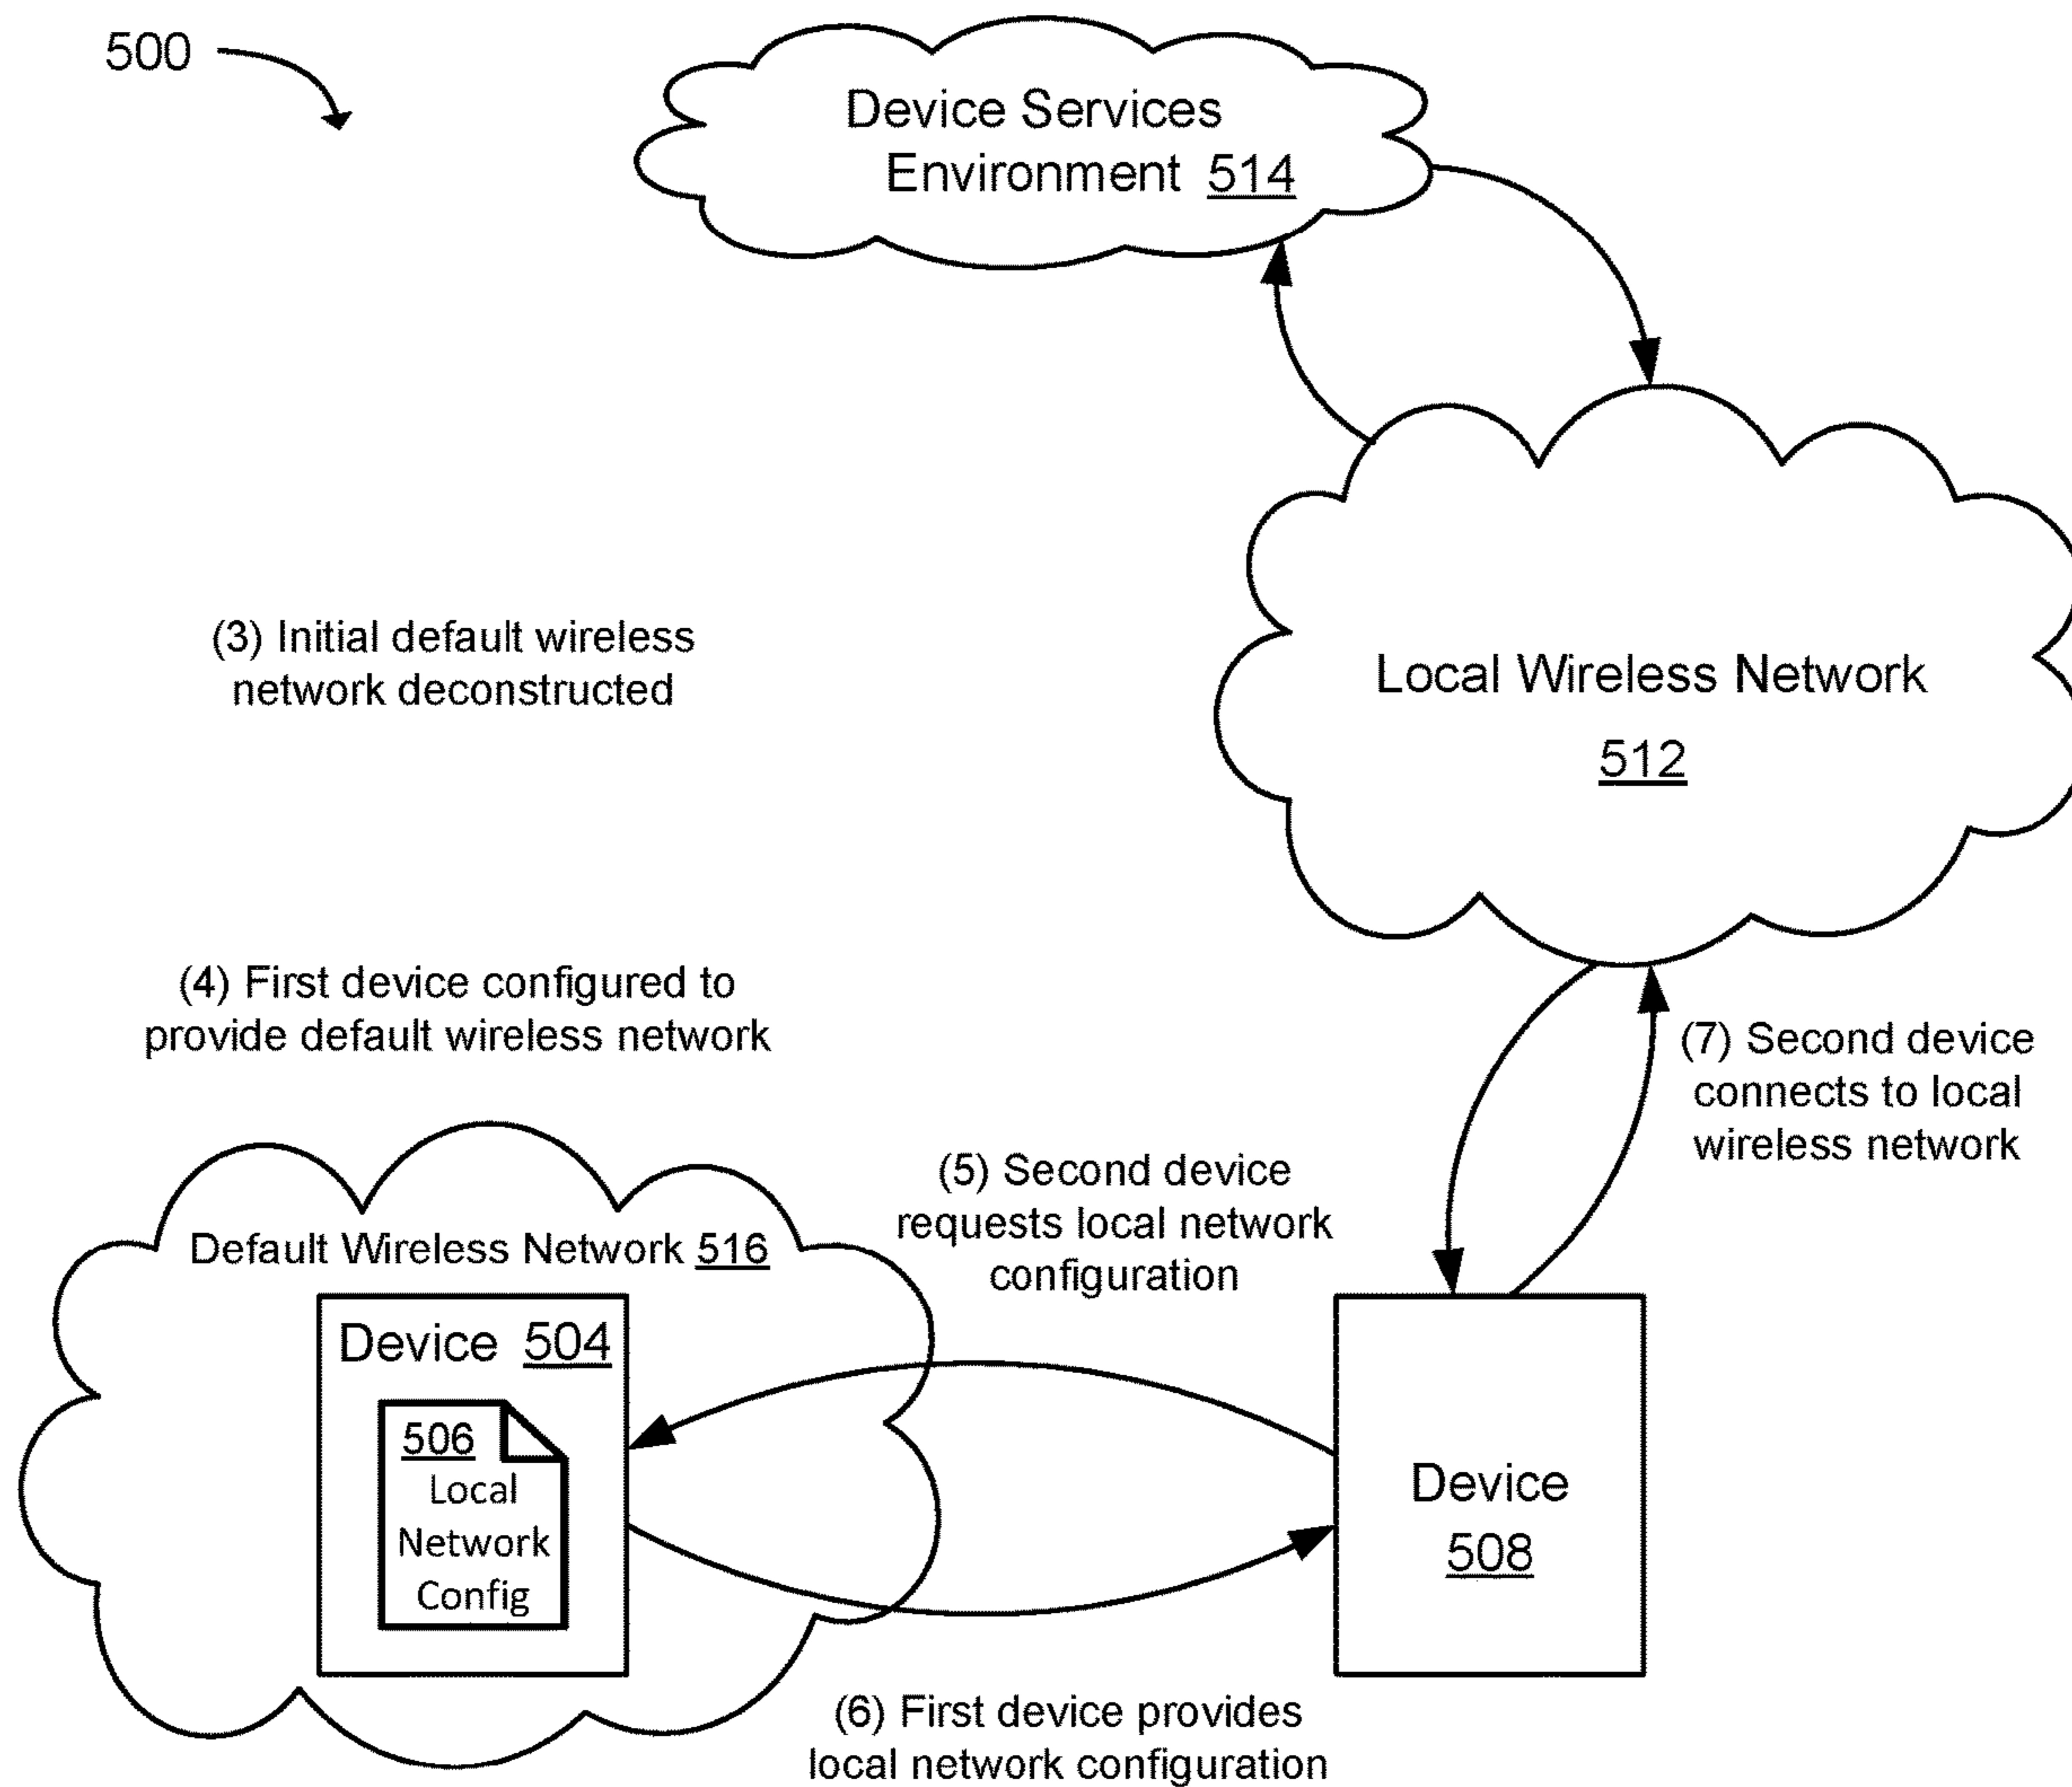 500
Device Services
Environment 514
Local Wireless Network
512
(3) Initial default wireless
network deconstructed
(4) First device configured to
provide default wireless network
(7) Second device
connects to local
wireless network
(5) Second device
requests local network
configuration
Default Wireless Network 516
Device 504
506
Local
Network
Config
Device
508
(6) First device provides
local network configuration